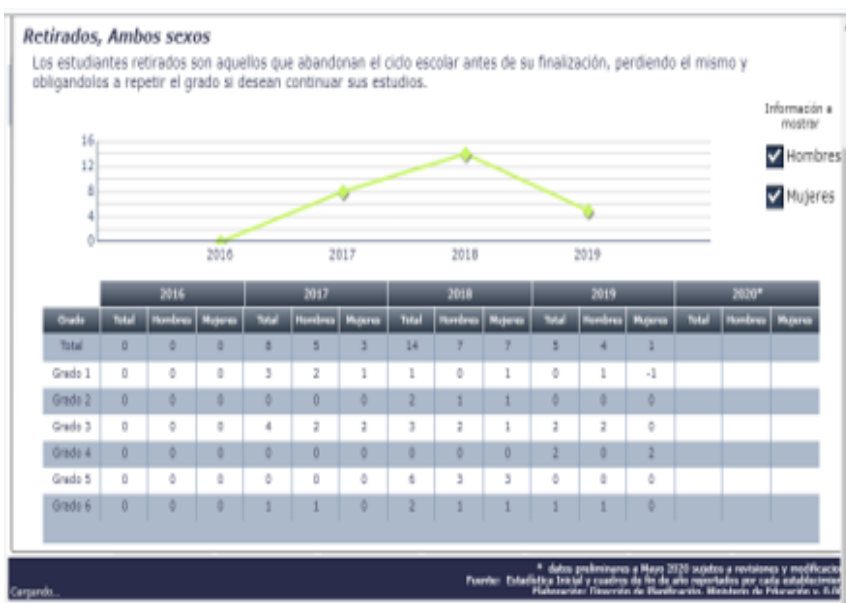 Retirados, Ambos sexos
Los estudiantes retirados son aquellos que abandonan el ciclo escolar antes de su finalización, perdiendo el mismo y
obligandolos a repetir el grado si desean continuar sus estudios.
Información a
mostrar
Hombres
Mujeres
16
12
8
4
0
2016 2017 2018 2019
2016 2017 2018 2019 2020*
Grado Total Hombres Mujeres Total Hombres Mujeres Total Hombres Mujeres Total Hombres Mujeres Total Hombres Mujeres
Total 0 0 0 8 5 3 14 7 7 5 4 1
Grado 1 0 0 0 3 2 1 1 0 1 0 1 -1
Grado 2 0 0 0 0 0 0 2 1 1 0 0 0
Grado 3 0 0 0 4 2 2 3 2 1 2 2 0
Grado 4 0 0 0 0 0 0 0 0 0 2 0 2
Grado 5 0 0 0 0 0 0 6 3 3 0 0 0
Grado 6 0 0 0 1 1 0 2 1 1 1 1 0
* datos preliminares a Mayo 2020 sujetos a revisiones y modificacio
Fuente: Estadística Inicial y cuadros de fin de año reportados por cada establecimien
Elaboración: Dirección de Planificación, Ministerio de Educación
Cargando...